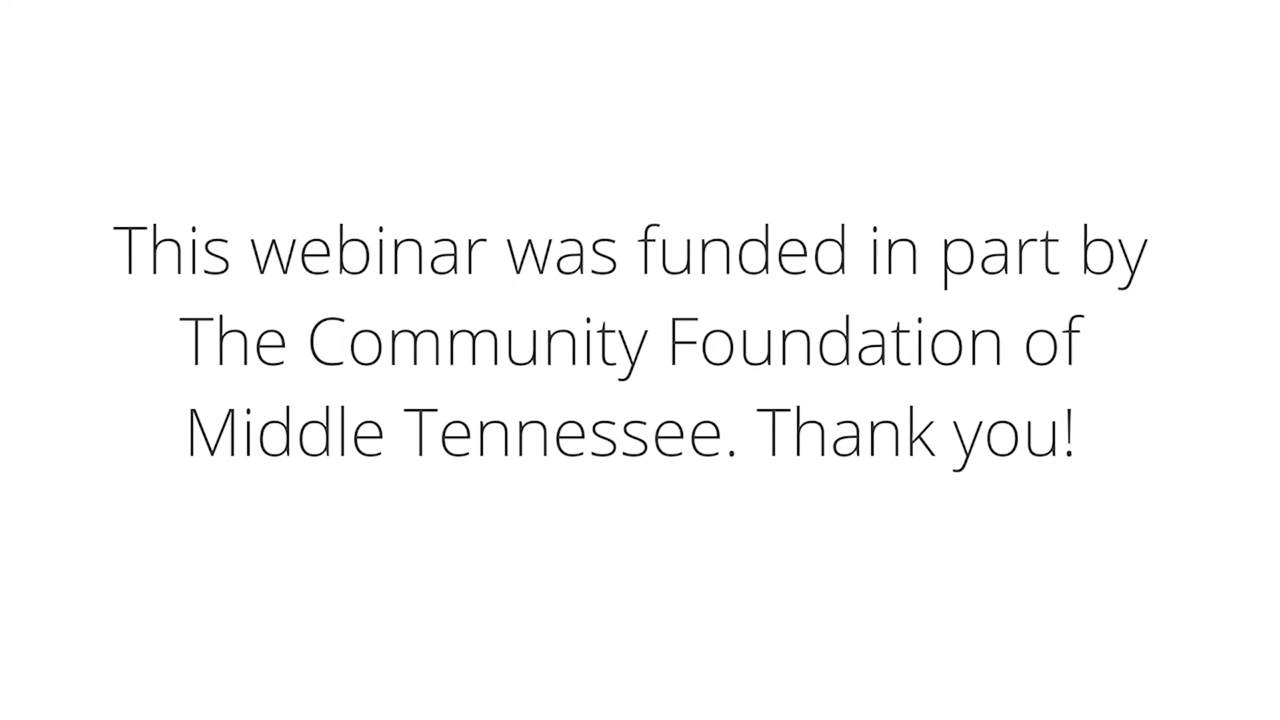 This webinar was funded in part by
The Community Foundation of
Middle Tennessee. Thank you!